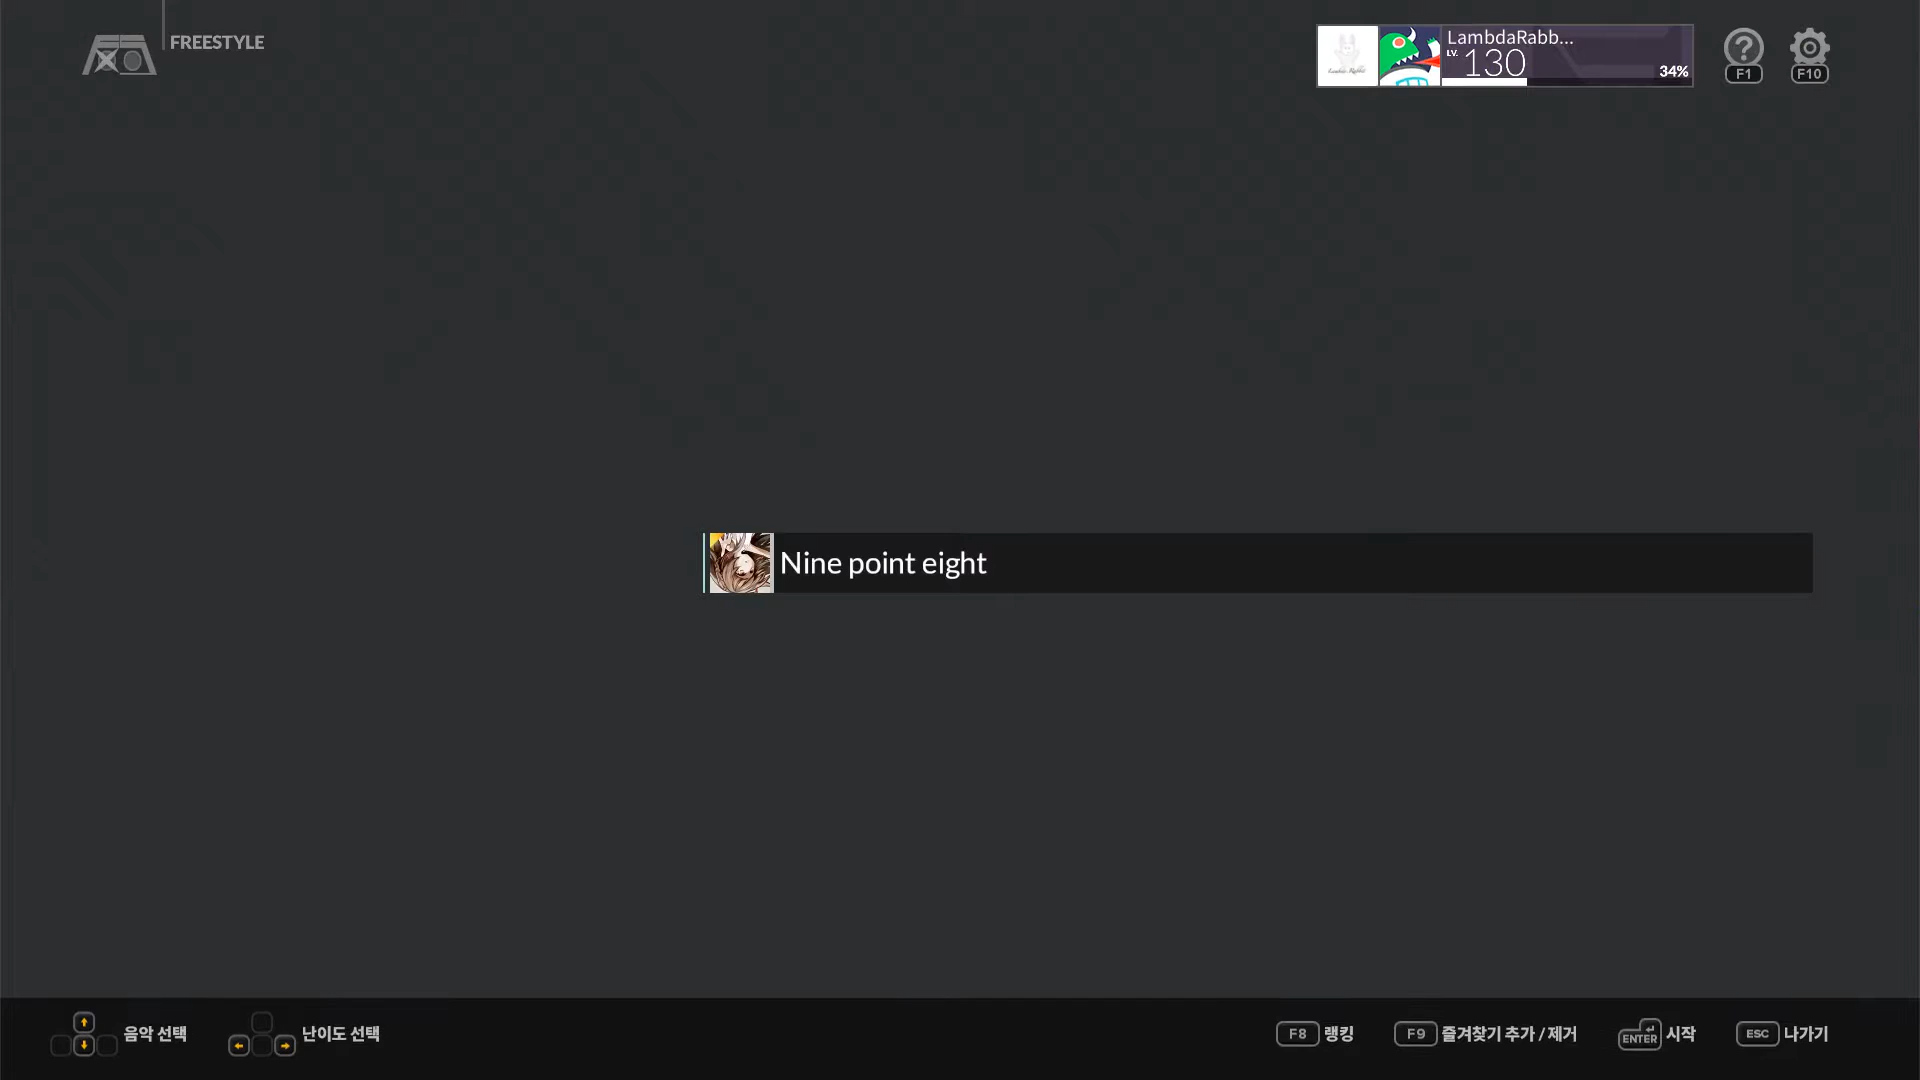 FREESTYLE
LambdaRabb...
LV. 130
34%
F1
F10
Nine point eight
음악 선택
난이도 선택
F8 랭킹
F9 즐겨찾기 추가 / 제거
ENTER 시작
ESC 나가기